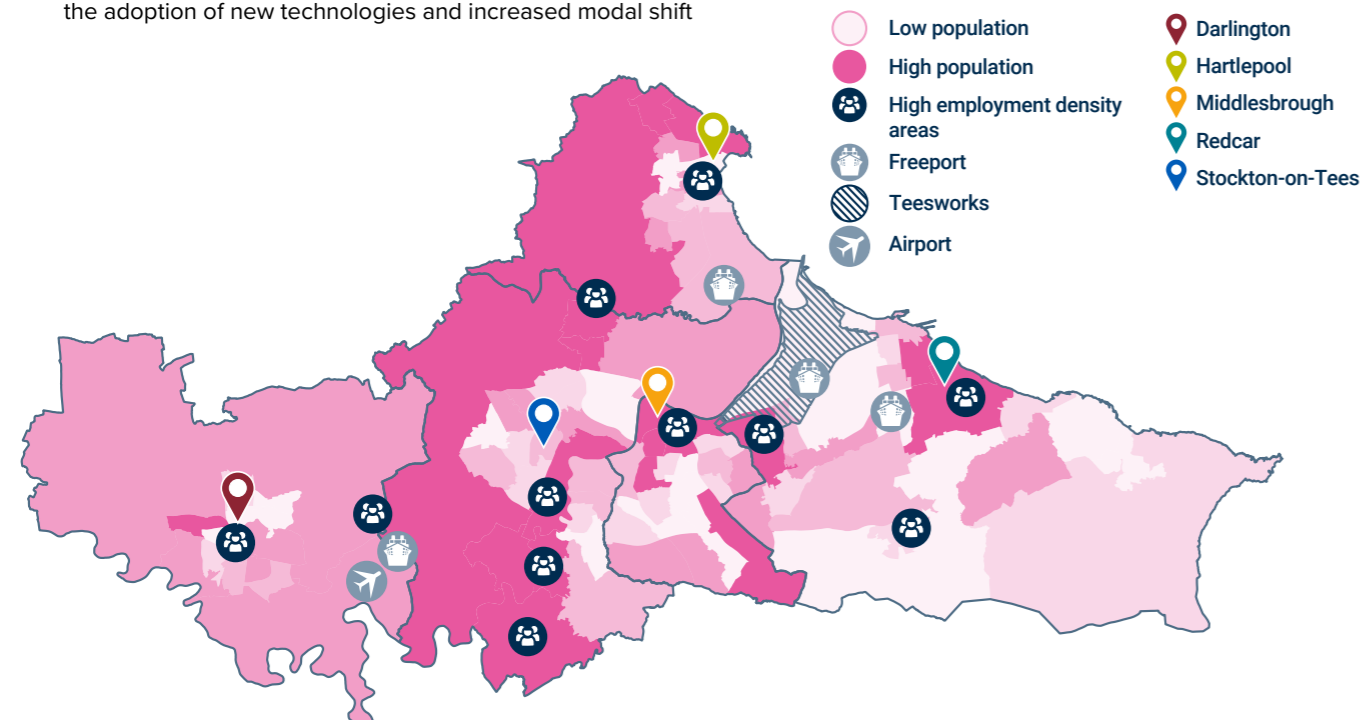 the adoption of new technologies and increased modal shift
Low population
High population
High employment density
areas
Freeport
Teesworks
Airport
Darlington
Hartlepool
Middlesbrough
Redcar
Stockton-on-Tees